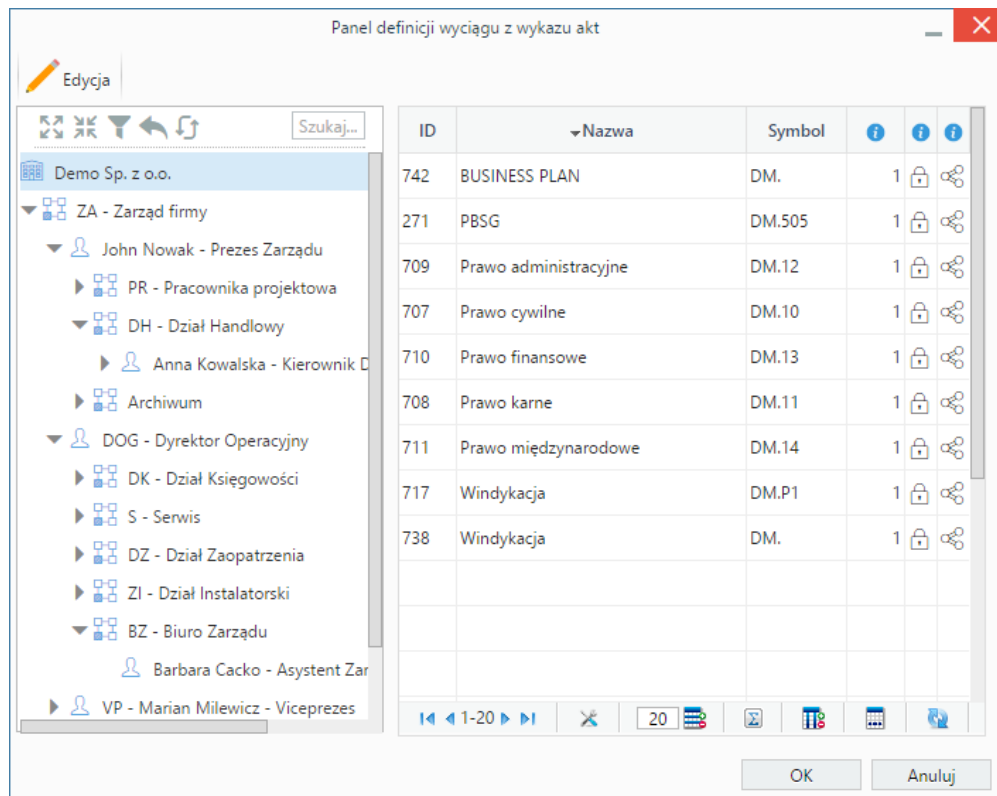 Panel definicji wyciągu z wykazu akt
Edycja
Szukaj...
Demo Sp. z o.o.
ZA - Zarząd firmy
John Nowak - Prezes Zarządu
PR - Pracownika projektowa
DH - Dział Handlowy
Anna Kowalska - Kierownik D
Archiwum
DOG - Dyrektor Operacyjny
DK - Dział Księgowości
S - Serwis
DZ - Dział Zaopatrzenia
ZI - Dział Instalatorski
BZ - Biuro Zarządu
Barbara Cacko - Asystent Zar
VP - Marian Milewicz - Viceprezes
ID Nazwa Symbol
742 BUSINESS PLAN DM. 1
271 PBSG DM.505 1
709 Prawo administracyjne DM.12 1
707 Prawo cywilne DM.10 1
710 Prawo finansowe DM.13 1
708 Prawo karne DM.11 1
711 Prawo międzynarodowe DM.14 1
717 Windykacja DM.P1 1
738 Windykacja DM. 1
1-20 20
OK Anuluj